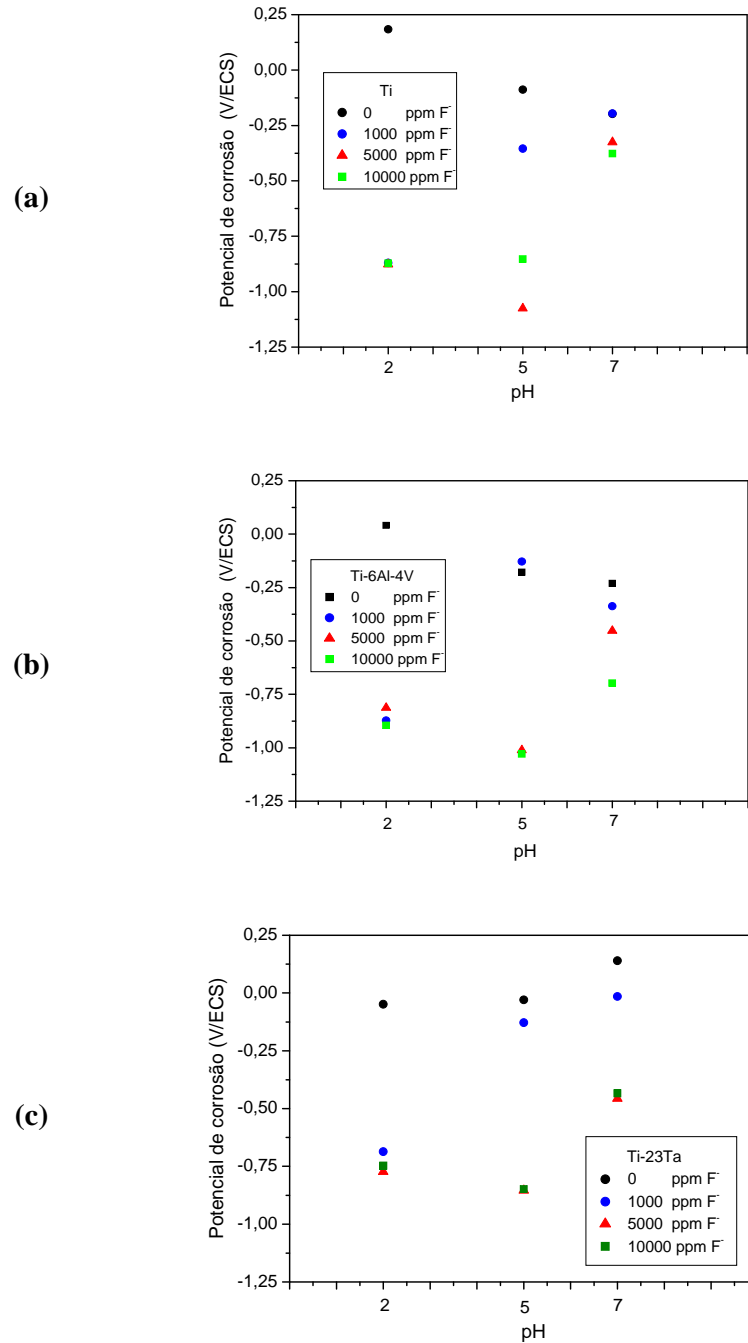 (a)
Potencial de corrosão (V/ECS)
0,25
0,00
-0,25
-0,50
-0,75
-1,00
-1,25
Ti
0 ppm F⁻
1000 ppm F⁻
5000 ppm F⁻
10000 ppm F⁻
2 5 7
pH
(b)
Potencial de corrosão (V/ECS)
0,25
0,00
-0,25
-0,50
-0,75
-1,00
-1,25
Ti-6Al-4V
0 ppm F⁻
1000 ppm F⁻
5000 ppm F⁻
10000 ppm F⁻
2 5 7
pH
(c)
Potencial de corrosão (V/ECS)
0,25
0,00
-0,25
-0,50
-0,75
-1,00
-1,25
Ti-23Ta
0 ppm F⁻
1000 ppm F⁻
5000 ppm F⁻
10000 ppm F⁻
2 5 7
pH